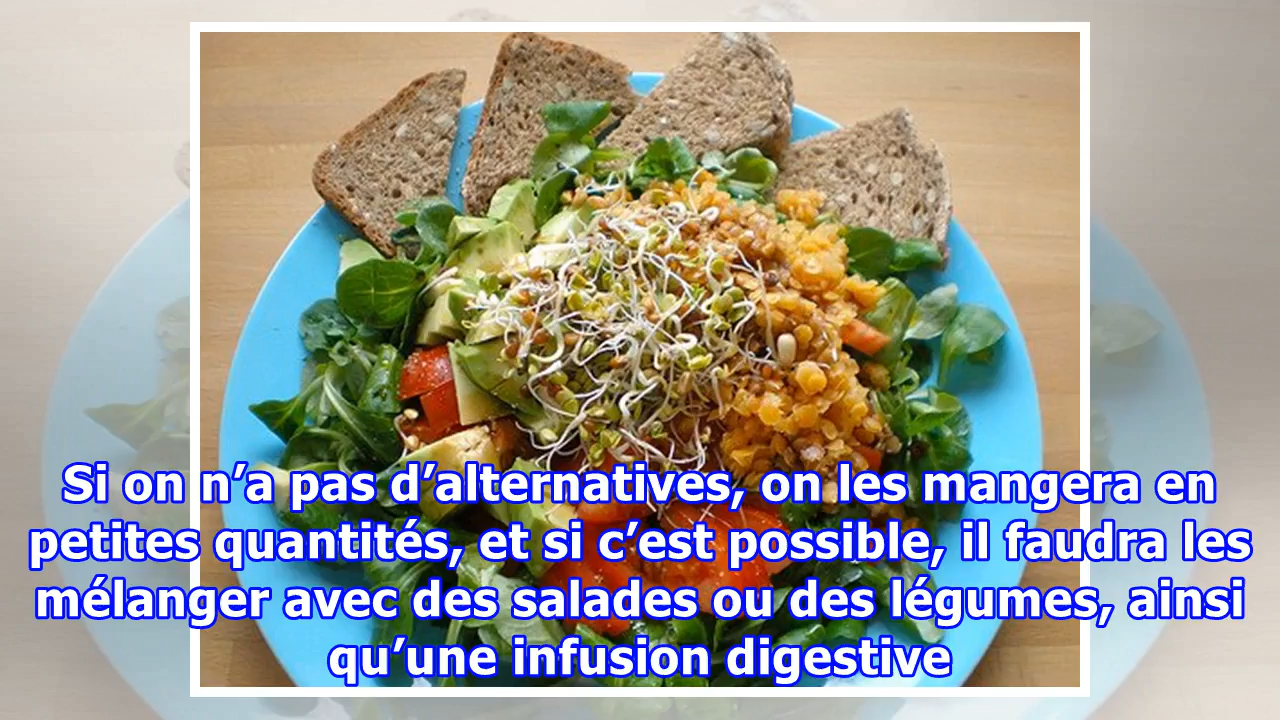 Si on n’a pas d’alternatives, on les mangera en
petites quantités, et si c’est possible, il faudra les
mélanger avec des salades ou des légumes, ainsi
qu’une infusion digestive